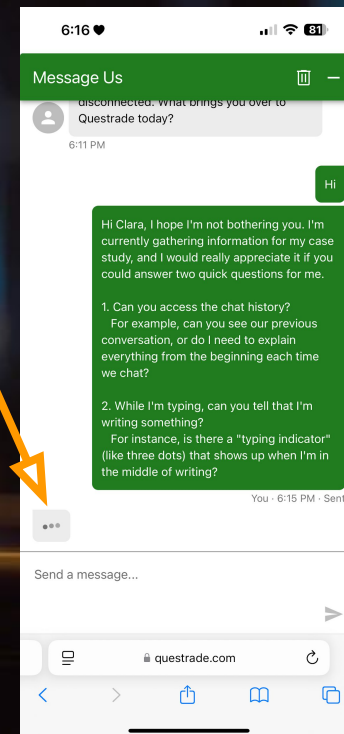 6:16
81
Message Us
disconnected. What brings you over to
Questrade today?
6:11 PM
Hi
Hi Clara, I hope I'm not bothering you. I'm
currently gathering information for my case
study, and I would really appreciate it if you
could answer two quick questions for me.
1. Can you access the chat history?
For example, can you see our previous
conversation, or do I need to explain
everything from the beginning each time
we chat?
2. While I'm typing, can you tell that I'm
writing something?
For instance, is there a "typing indicator"
(like three dots) that shows up when I'm in
the middle of writing?
You · 6:15 PM · Sent
Send a message...
questrade.com